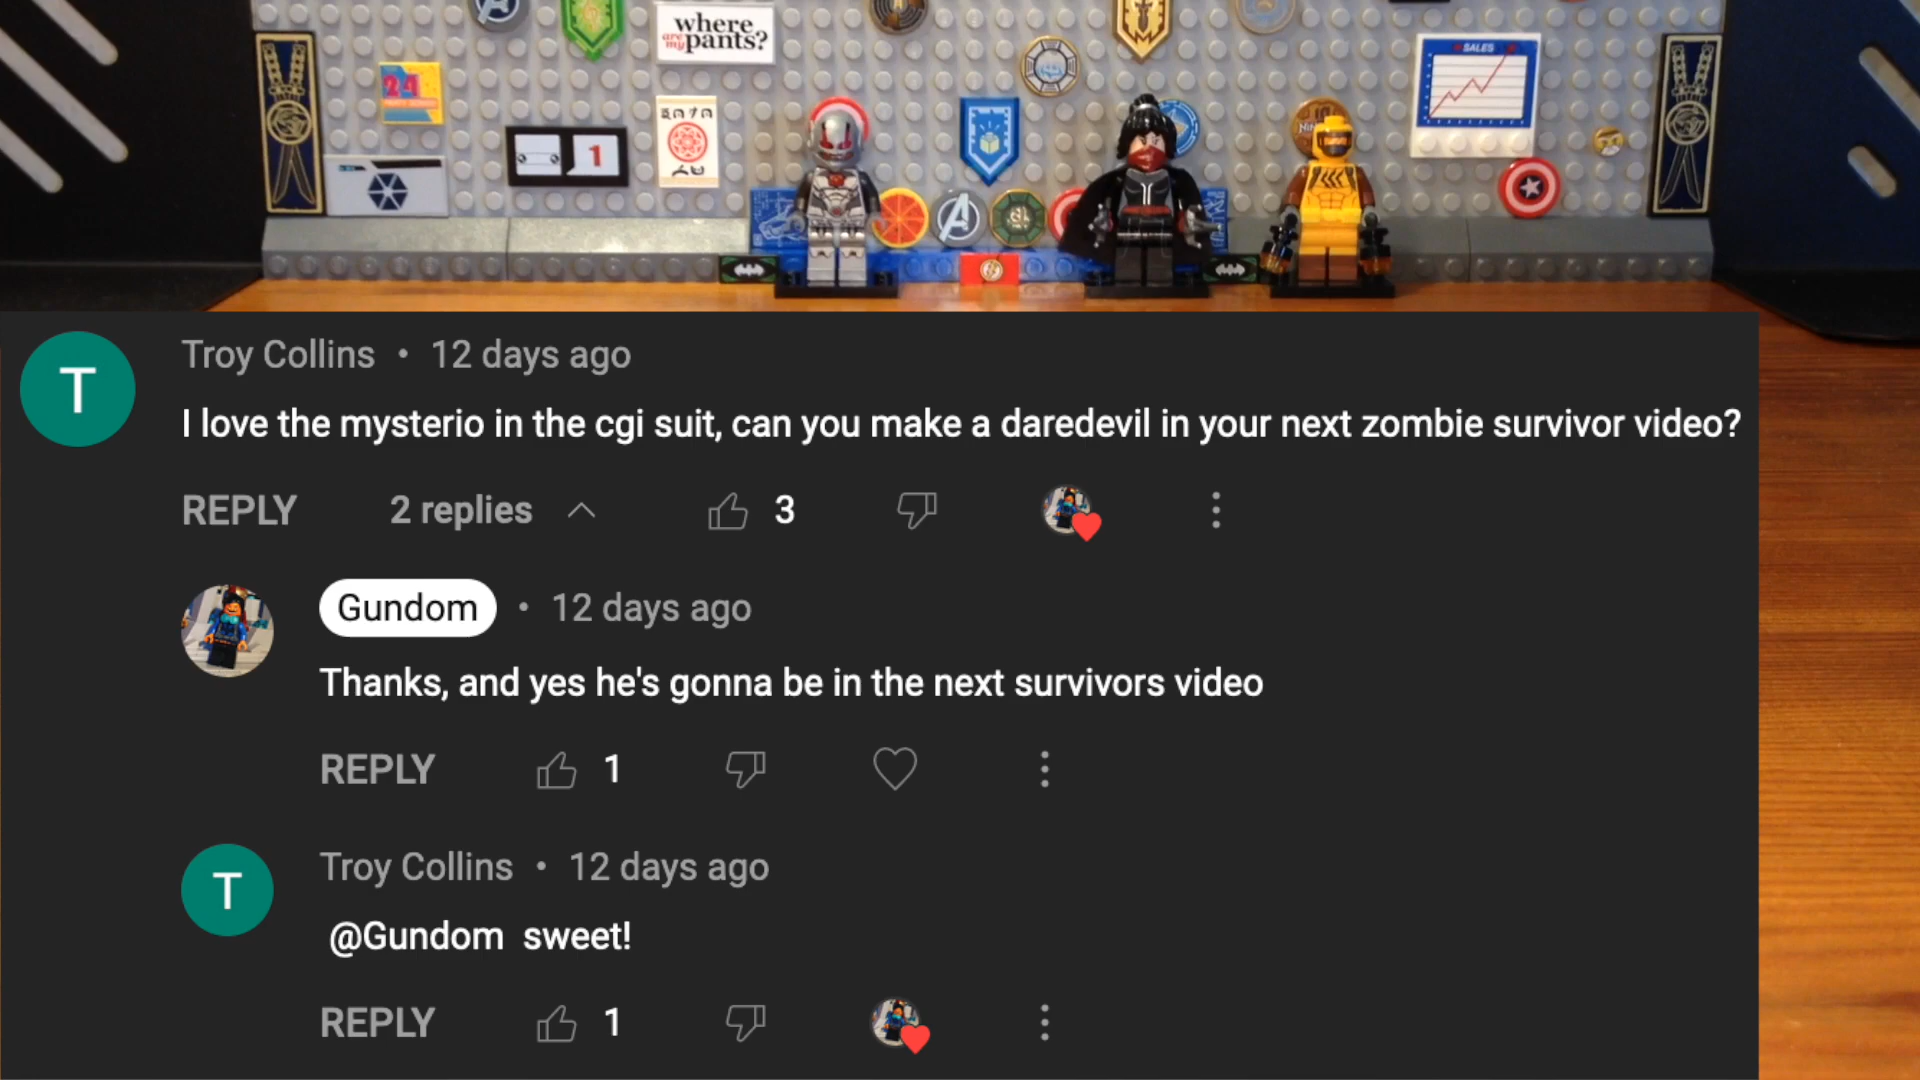 where
are my pants?
24
1
SALES
Troy Collins • 12 days ago
I love the mysterio in the cgi suit, can you make a daredevil in your next zombie survivor video?
REPLY 2 replies 3
Gundom • 12 days ago
Thanks, and yes he's gonna be in the next survivors video
REPLY 1
T
Troy Collins • 12 days ago
@Gundom sweet!
REPLY 1
T